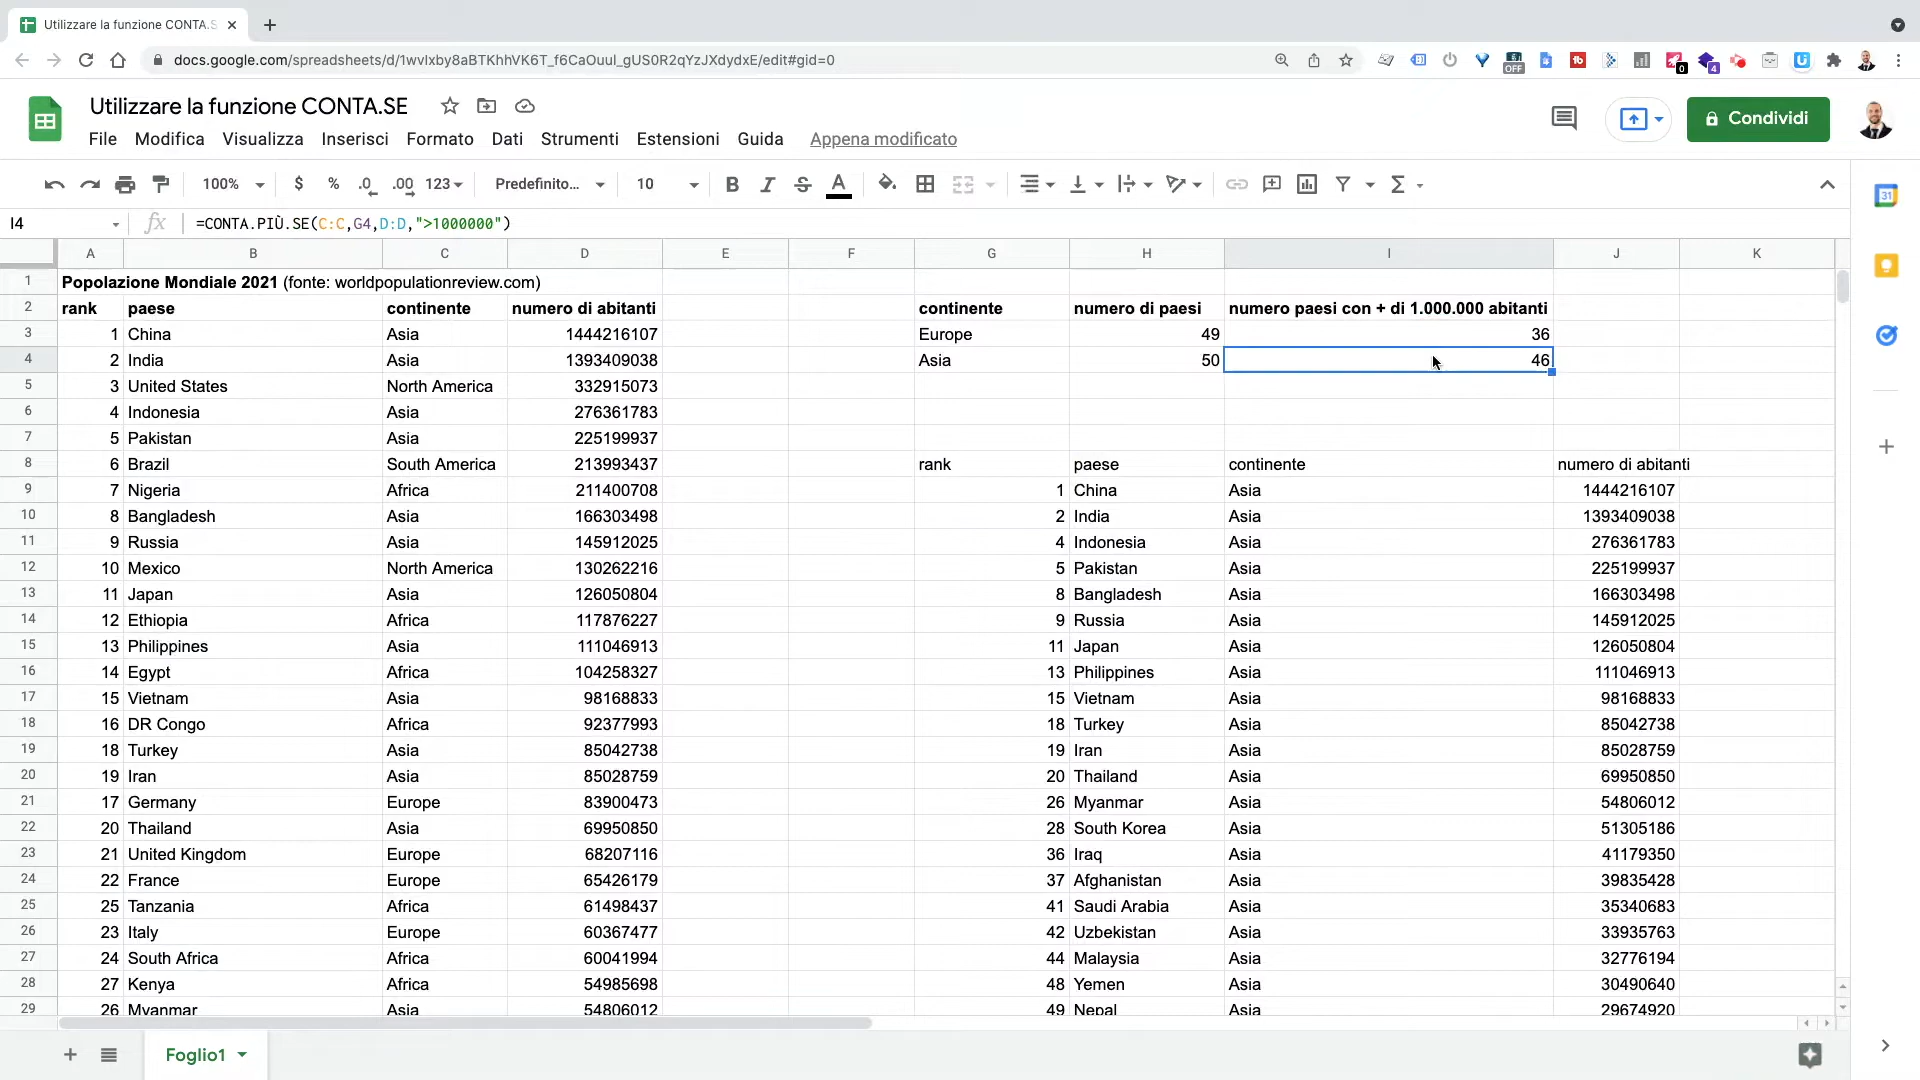 Utilizzare la funzione CONTA.S
docs.google.com/spreadsheets/d/1wvlxby8aBTKhhVK6T_f6CaOuul_gUS0R2qYzJXdydxE/edit#gid=0
OFF
0
4
Utilizzare la funzione CONTA.SE
File Modifica Visualizza Inserisci Formato Dati Strumenti Estensioni Guida Appena modificato
Condividi
100% $ % .0 .00 123 Predefinito... 10 B I S A
31
I4 fx =CONTA.PIÙ.SE(C:C,G4,D:D,">1000000")
A B C D E F G H I J K
1 Popolazione Mondiale 2021 (fonte: worldpopulationreview.com)
2 rank paese continente numero di abitanti continente numero di paesi numero paesi con + di 1.000.000 abitanti
3 1 China Asia 1444216107 Europe 49 36
4 2 India Asia 1393409038 Asia 50 46
5 3 United States North America 332915073
6 4 Indonesia Asia 276361783
7 5 Pakistan Asia 225199937
8 6 Brazil South America 213993437 rank paese continente numero di abitanti
9 7 Nigeria Africa 211400708 1 China Asia 1444216107
10 8 Bangladesh Asia 166303498 2 India Asia 1393409038
11 9 Russia Asia 145912025 4 Indonesia Asia 276361783
12 10 Mexico North America 130262216 5 Pakistan Asia 225199937
13 11 Japan Asia 126050804 8 Bangladesh Asia 166303498
14 12 Ethiopia Africa 117876227 9 Russia Asia 145912025
15 13 Philippines Asia 111046913 11 Japan Asia 126050804
16 14 Egypt Africa 104258327 13 Philippines Asia 111046913
17 15 Vietnam Asia 98168833 15 Vietnam Asia 98168833
18 16 DR Congo Africa 92377993 18 Turkey Asia 85042738
19 18 Turkey Asia 85042738 19 Iran Asia 85028759
20 19 Iran Asia 85028759 20 Thailand Asia 69950850
21 17 Germany Europe 83900473 26 Myanmar Asia 54806012
22 20 Thailand Asia 69950850 28 South Korea Asia 51305186
23 21 United Kingdom Europe 68207116 36 Iraq Asia 41179350
24 22 France Europe 65426179 37 Afghanistan Asia 39835428
25 25 Tanzania Africa 61498437 41 Saudi Arabia Asia 35340683
26 23 Italy Europe 60367477 42 Uzbekistan Asia 33935763
27 24 South Africa Africa 60041994 44 Malaysia Asia 32776194
28 27 Kenya Africa 54985698 48 Yemen Asia 30490640
29 26 Myanmar Asia 54806012 49 Nepal Asia 29674920
Foglio1